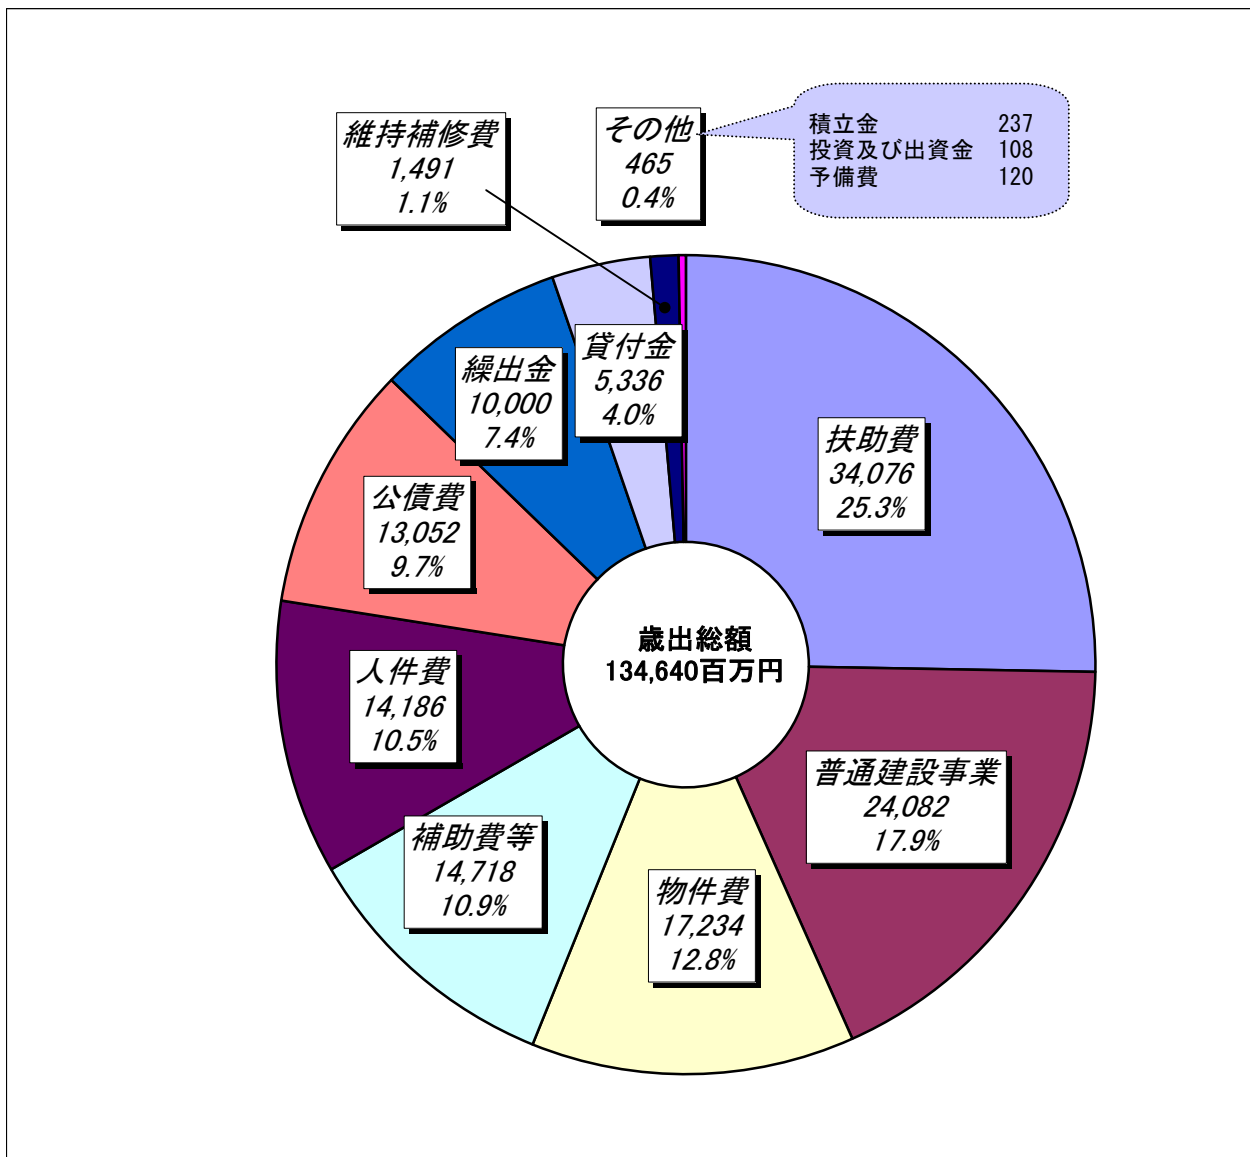 維持補修費
1,491
1.1%
その他
465
0.4%
積立金 237
投資及び出資金 108
予備費 120
貸付金
5,336
4.0%
繰出金
10,000
7.4%
扶助費
34,076
25.3%
公債費
13,052
9.7%
歳出総額
134,640百万円
人件費
14,186
10.5%
普通建設事業
24,082
17.9%
補助費等
14,718
10.9%
物件費
17,234
12.8%